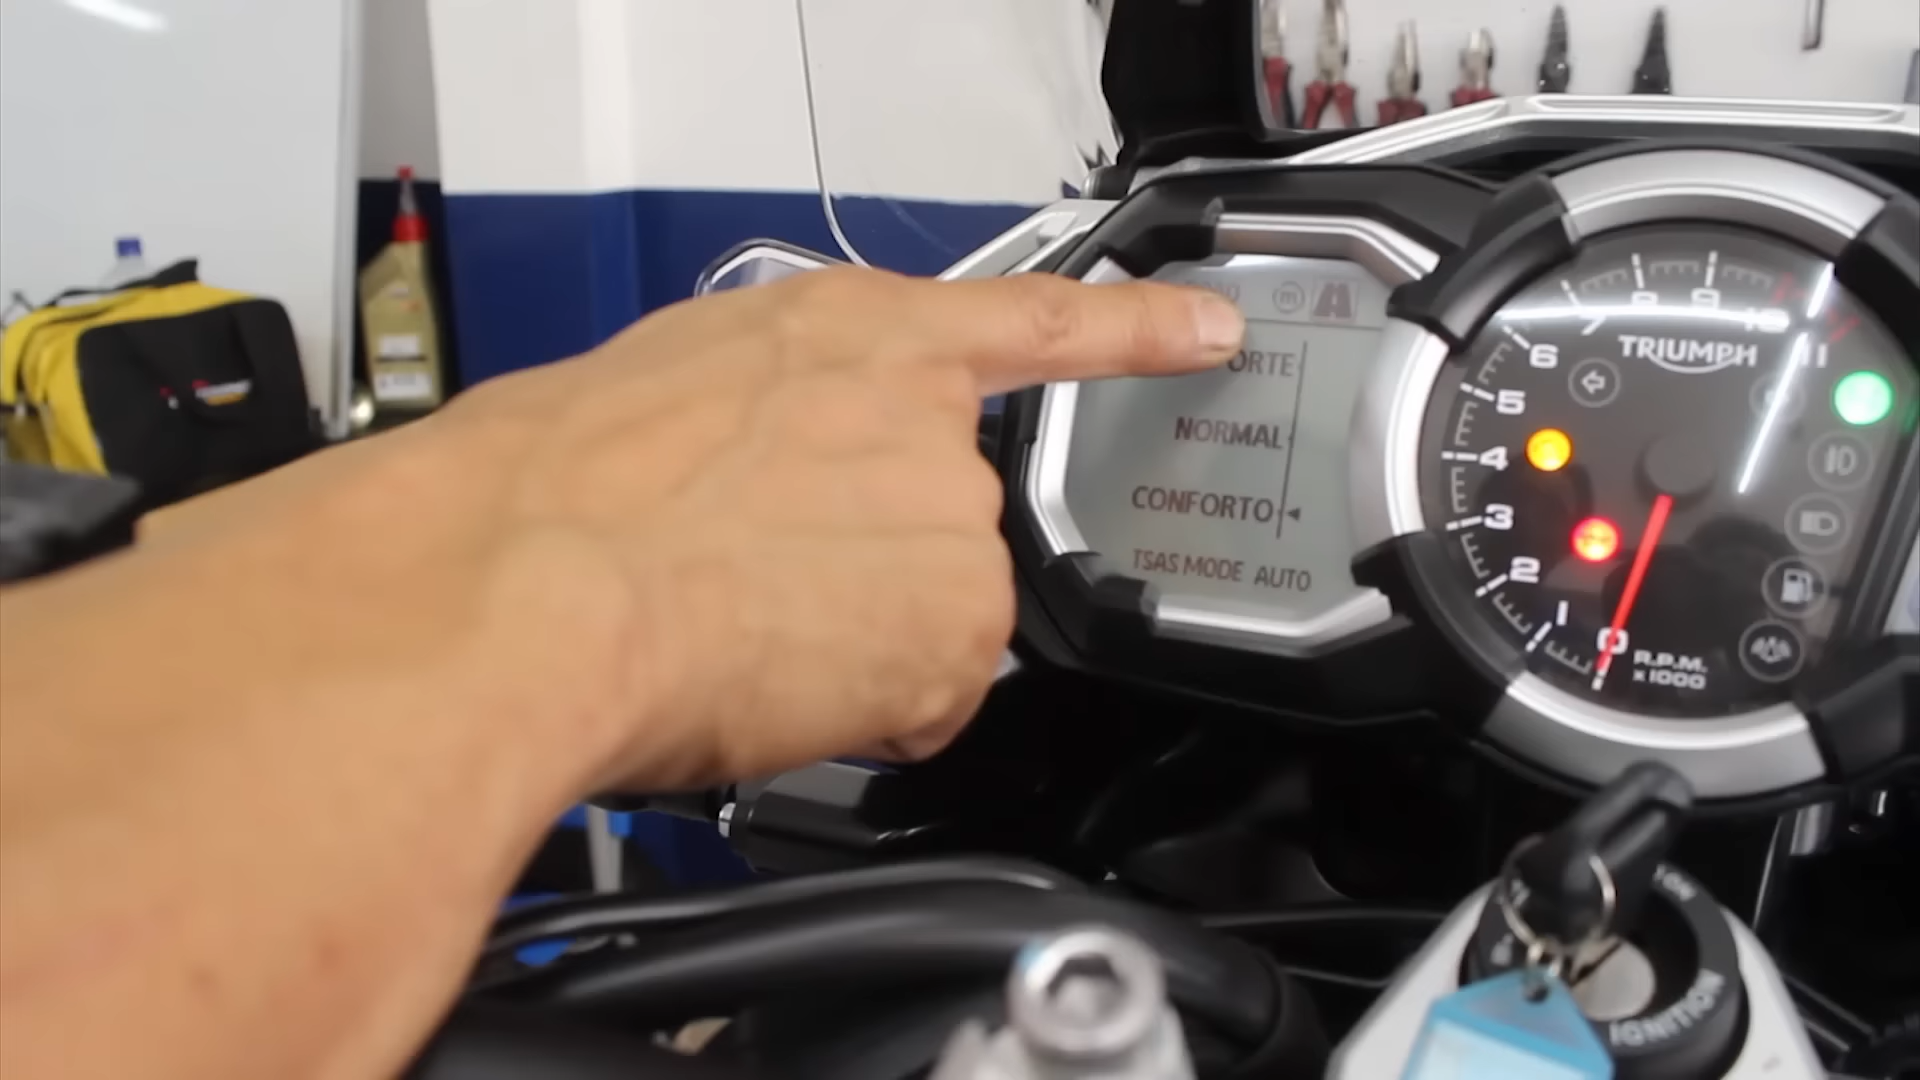 NORMAL
CONFORTO
TSAS MODE AUTO
TRIUMPH
11
10
9
8
6
5
4
3
2
1
0
R.P.M.
x1000
IGNITION